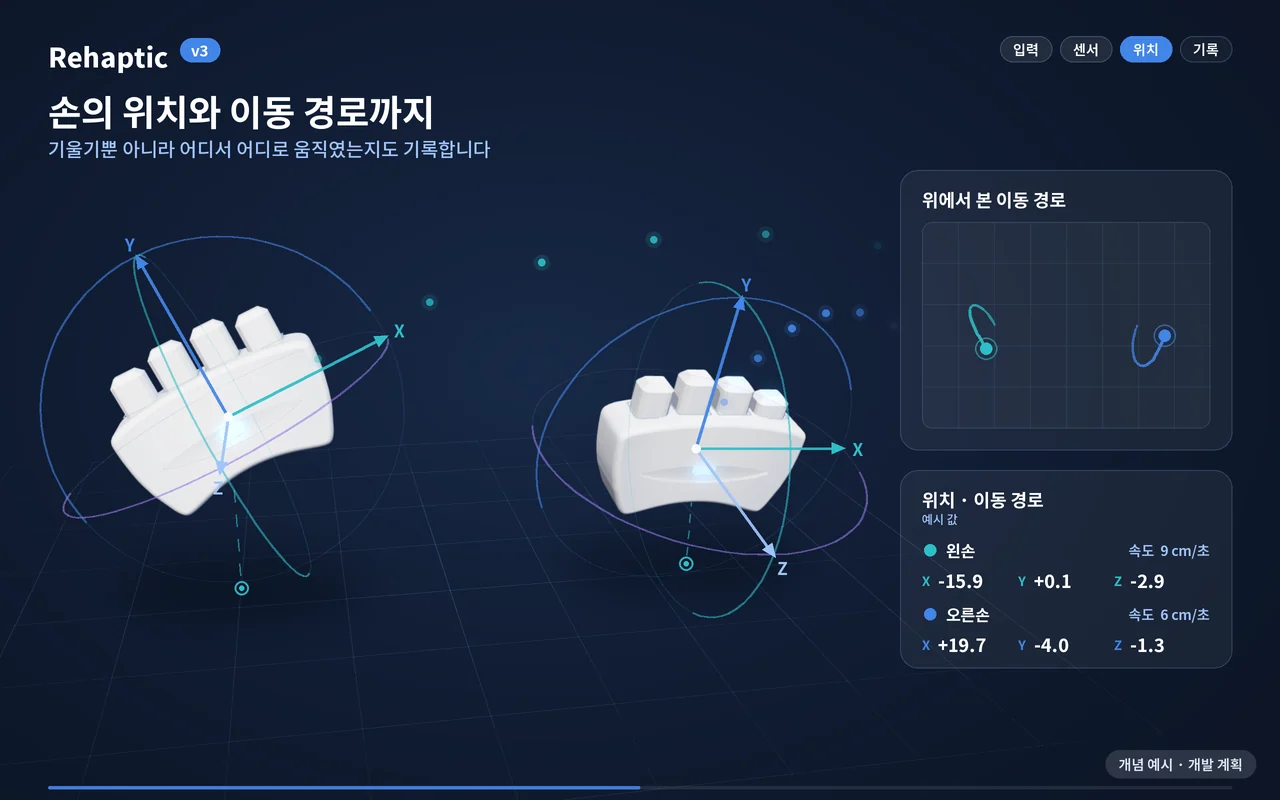 Rehaptic v3
입력 센서 위치 기록
손의 위치와 이동 경로까지
기울기뿐 아니라 어디서 어디로 움직였는지도 기록합니다
위에서 본 이동 경로
Y
X
Z
Y
X
Z
위치 · 이동 경로
예시 값
왼손 속도 9 cm/초
X -15.9 Y +0.1 Z -2.9
오른손 속도 6 cm/초
X +19.7 Y -4.0 Z -1.3
개념 예시 · 개발 계획